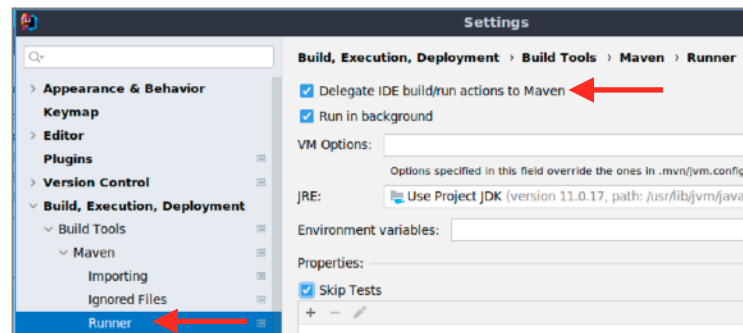 Settings
Appearance & Behavior
Keymap
Editor
Plugins
Version Control
Build, Execution, Deployment
Build Tools
Maven
Importing
Ignored Files
Runner
Build, Execution, Deployment › Build Tools › Maven › Runner
Delegate IDE build/run actions to Maven
Run in background
VM Options:
Options specified in this field override the ones in .mvn/jvm.config
JRE:
Use Project JDK (version 11.0.17, path: /usr/lib/jvm/java
Environment variables:
Properties:
Skip Tests